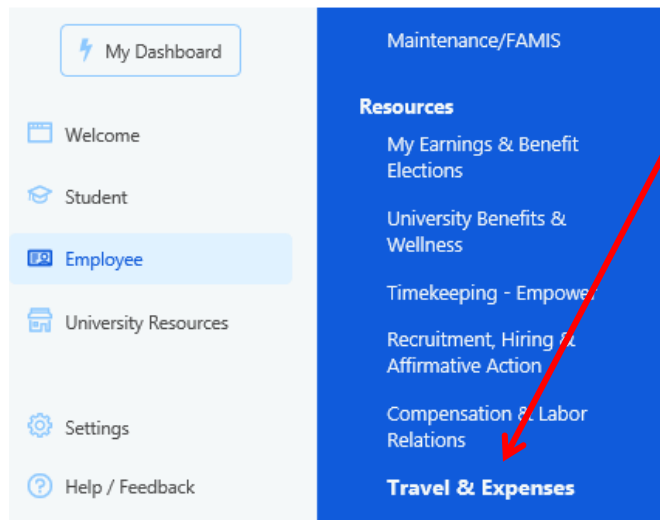 My Dashboard
Welcome
Student
Employee
University Resources
Settings
Help / Feedback
Maintenance/FAMIS
Resources
My Earnings & Benefit
Elections
University Benefits &
Wellness
Timekeeping - Empower
Recruitment, Hiring &
Affirmative Action
Compensation & Labor
Relations
Travel & Expenses